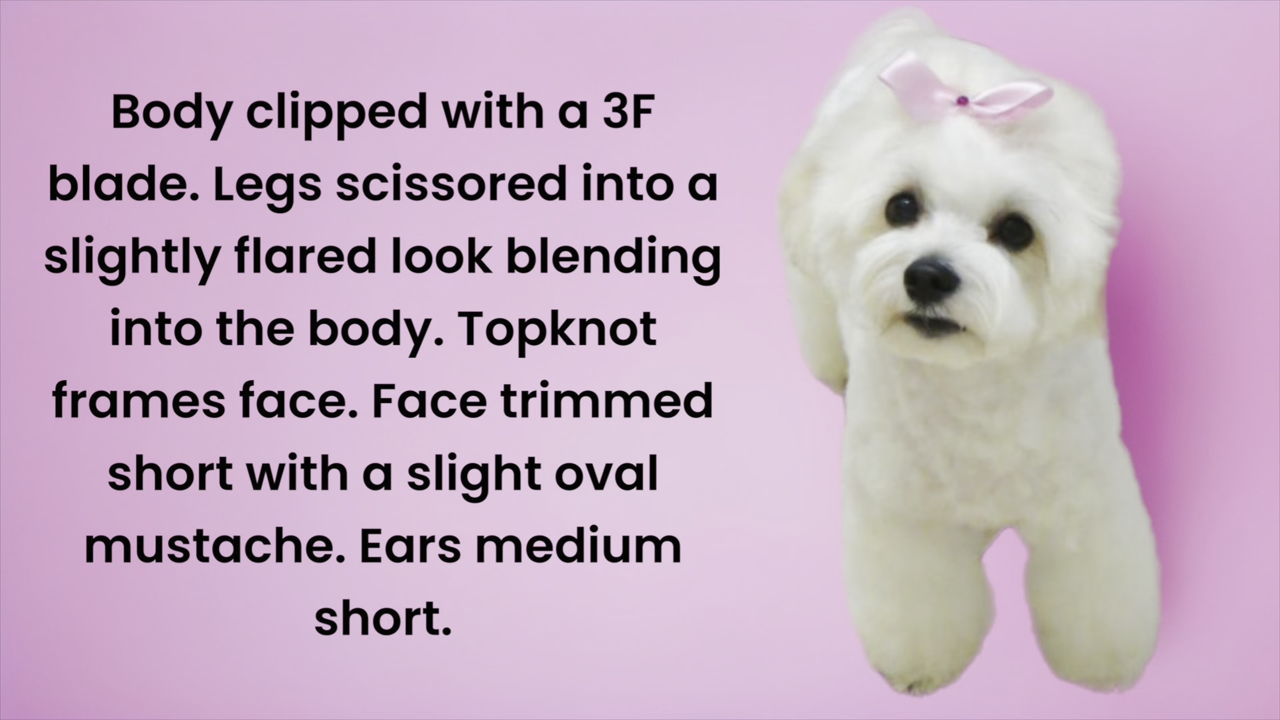 Body clipped with a 3F
blade. Legs scissored into a
slightly flared look blending
into the body. Topknot
frames face. Face trimmed
short with a slight oval
mustache. Ears medium
short.